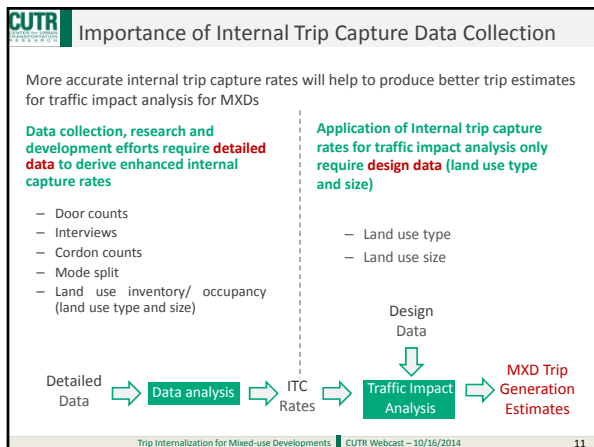 CUTR
CENTER for URBAN
TRANSPORTATION
RESEARCH
Importance of Internal Trip Capture Data Collection
More accurate internal trip capture rates will help to produce better trip estimates
for traffic impact analysis for MXDs
Data collection, research and
development efforts require detailed
data to derive enhanced internal
capture rates
– Door counts
– Interviews
– Cordon counts
– Mode split
– Land use inventory/ occupancy
(land use type and size)
Application of Internal trip capture
rates for traffic impact analysis only
require design data (land use type
and size)
– Land use type
– Land use size
Design
Data
Detailed
Data
Data analysis
ITC
Rates
Traffic Impact
Analysis
MXD Trip
Generation
Estimates
Trip Internalization for Mixed-use Developments CUTR Webcast – 10/16/2014 11